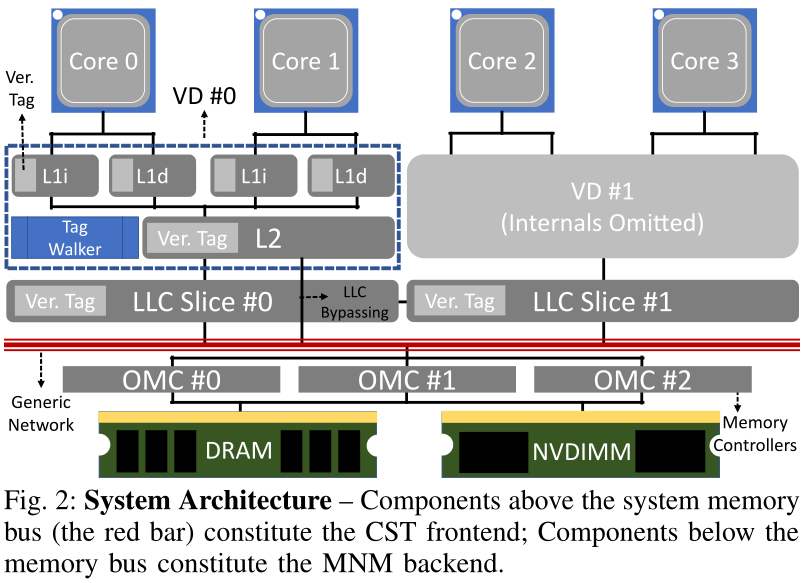 Core 0
Core 1
Core 2
Core 3
Ver.
Tag
VD #0
L1i
L1d
L1i
L1d
VD #1
(Internals Omitted)
Tag
Walker
Ver. Tag
L2
Ver. Tag
LLC Slice #0
LLC
Bypassing
Ver. Tag
LLC Slice #1
OMC #0
OMC #1
OMC #2
Generic
Network
DRAM
NVDIMM
Memory
Controllers
Fig. 2: System Architecture – Components above the system memory
bus (the red bar) constitute the CST frontend; Components below the
memory bus constitute the MNM backend.